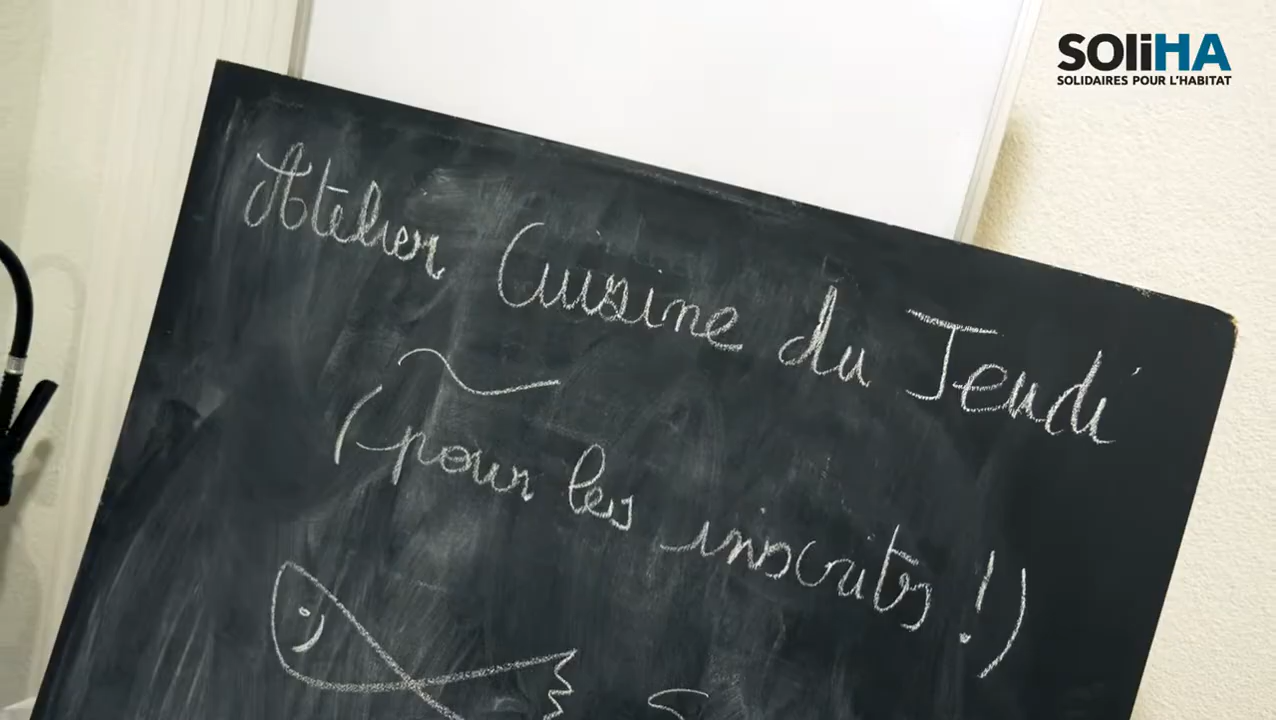 SOliHA
SOLIDAIRES POUR L'HABITAT
Atelier Cuisine du Jeudi
(pour les inscrits !)